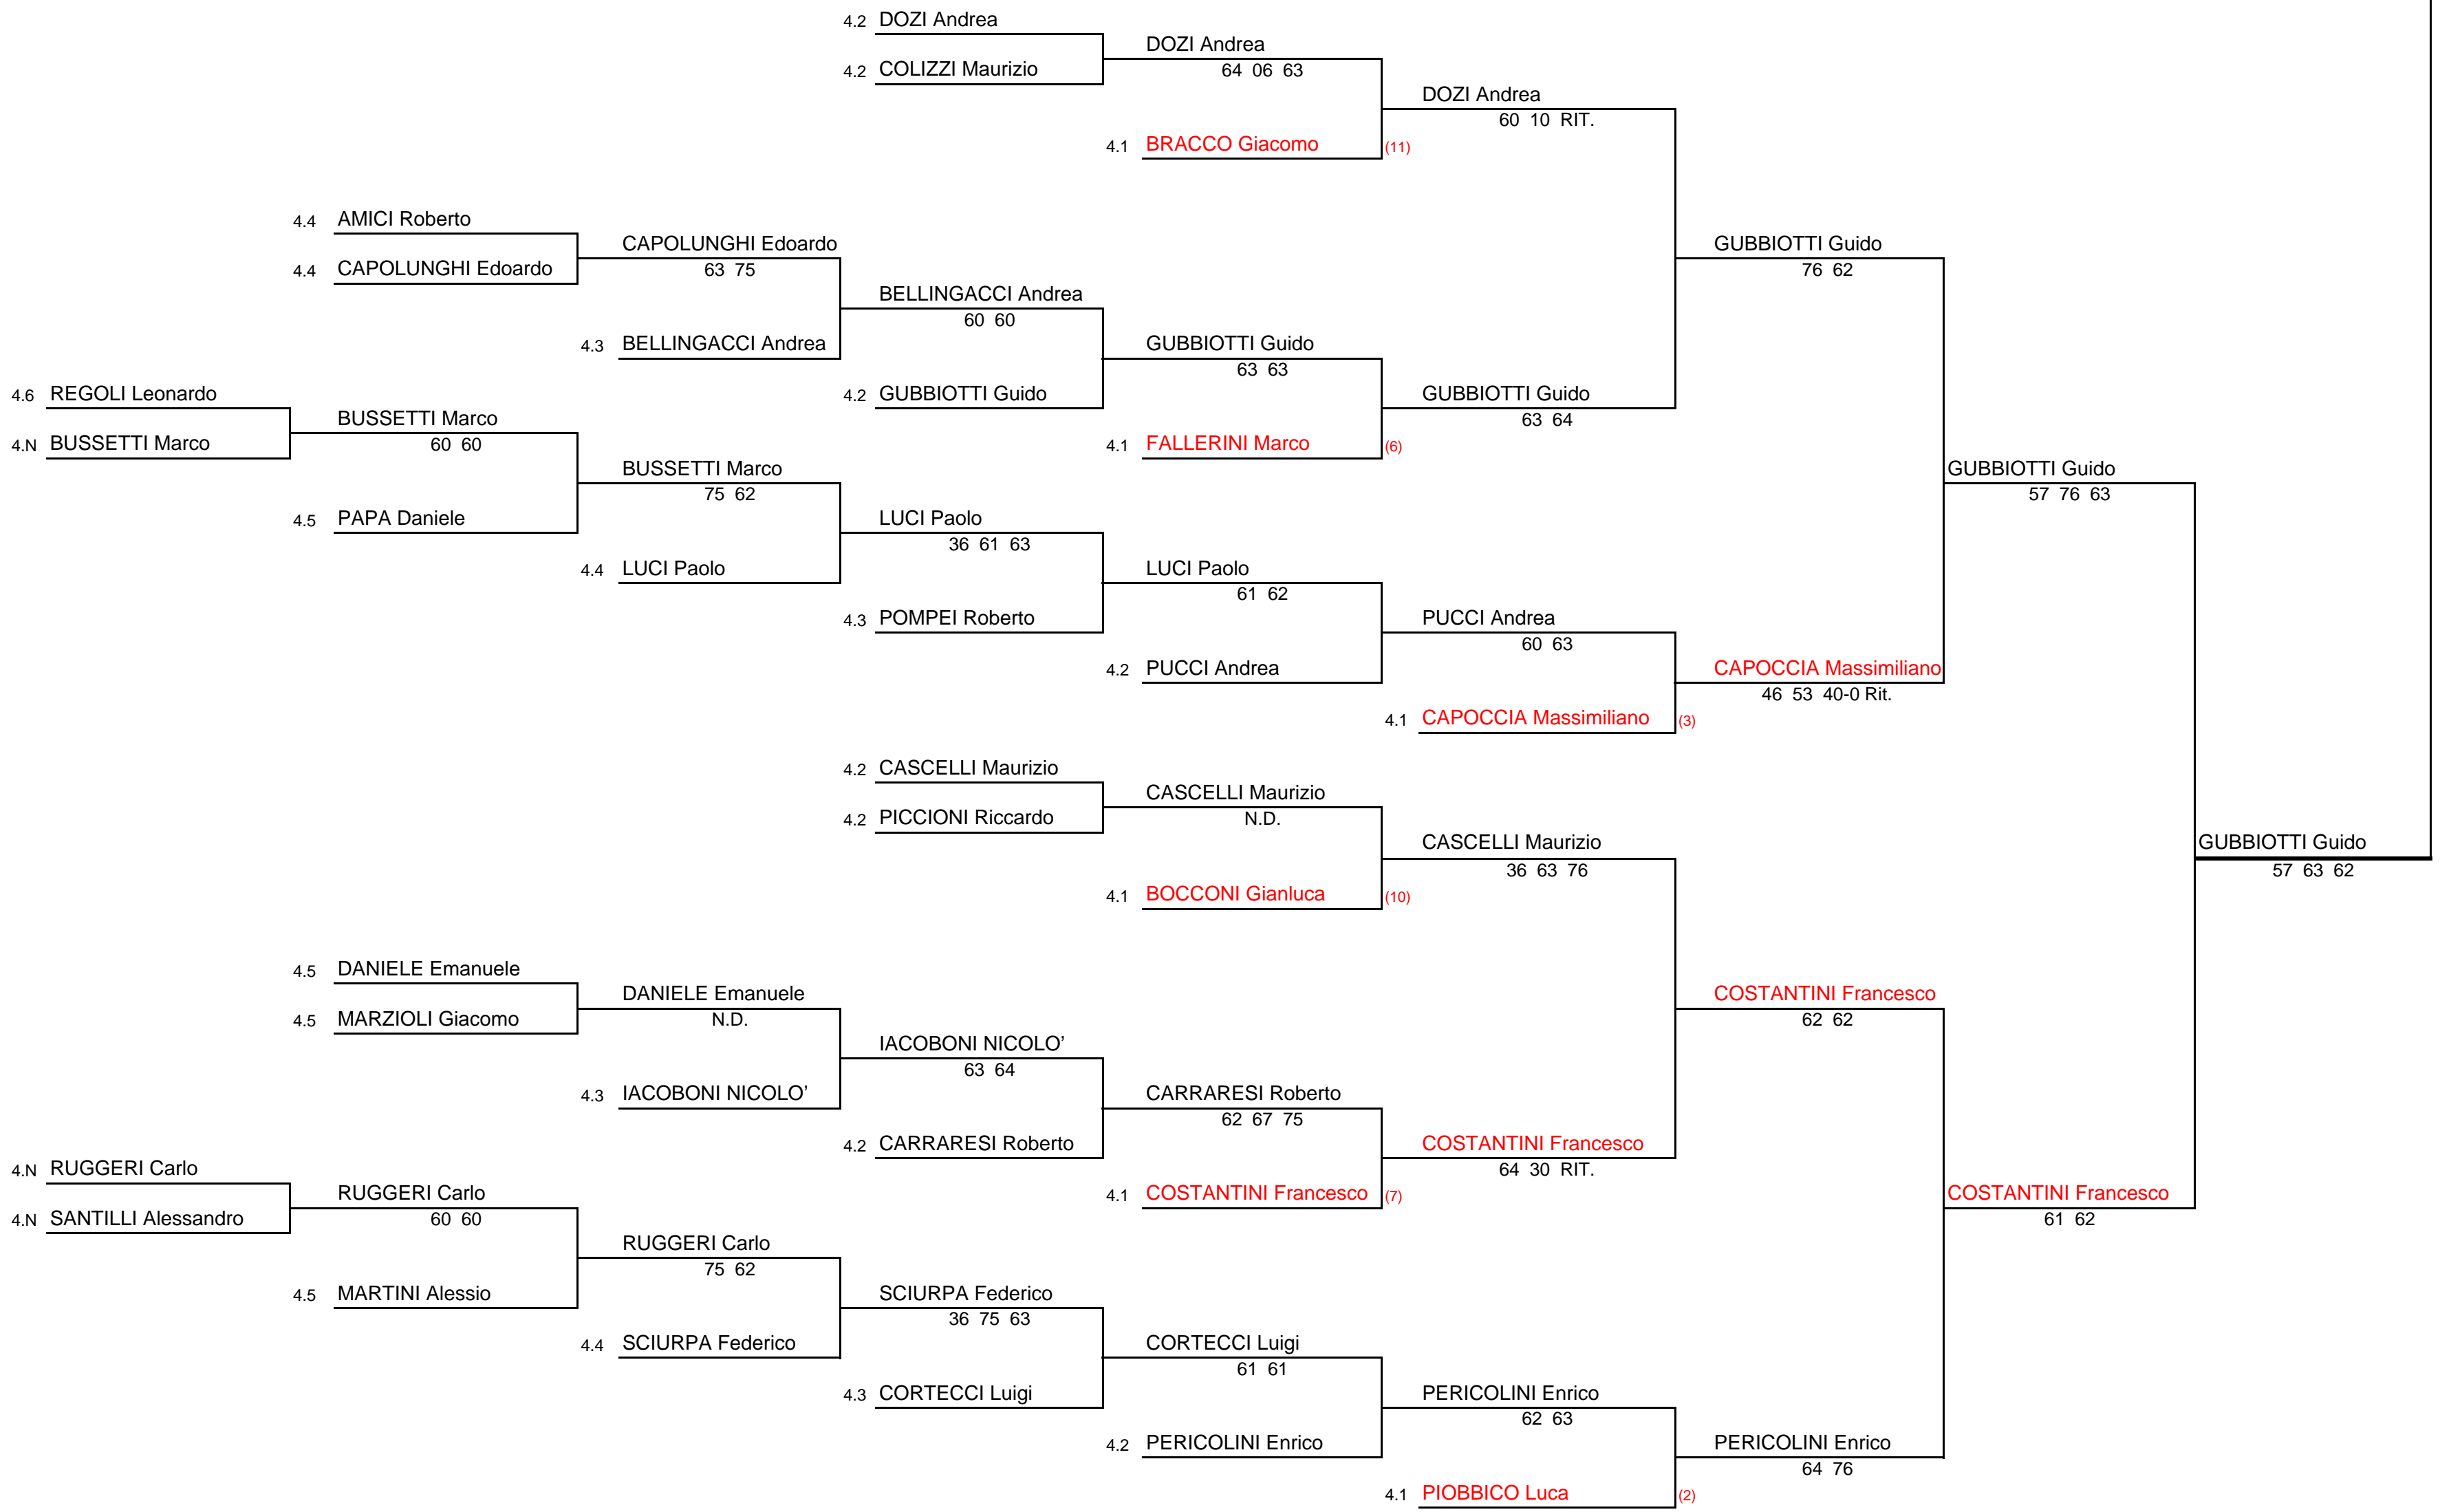 4.2 DOZI Andrea
DOZI Andrea
4.2 COLIZZI Maurizio
64 06 63
DOZI Andrea
60 10 RIT.
4.1 BRACCO Giacomo (11)
4.4 AMICI Roberto
CAPOLUNGHI Edoardo
GUBBIOTTI Guido
4.4 CAPOLUNGHI Edoardo
63 75
76 62
BELLINGACCI Andrea
60 60
4.3 BELLINGACCI Andrea
GUBBIOTTI Guido
63 63
4.6 REGOLI Leonardo
4.2 GUBBIOTTI Guido
GUBBIOTTI Guido
BUSSETTI Marco
63 64
4.N BUSSETTI Marco
60 60
4.1 FALLERINI Marco (6)
BUSSETTI Marco
GUBBIOTTI Guido
75 62
57 76 63
4.5 PAPA Daniele
LUCI Paolo
36 61 63
4.4 LUCI Paolo
LUCI Paolo
61 62
4.3 POMPEI Roberto
PUCCI Andrea
60 63
4.2 PUCCI Andrea
CAPOCCIA Massimiliano
46 53 40-0 Rit.
4.1 CAPOCCIA Massimiliano (3)
4.2 CASCELLI Maurizio
CASCELLI Maurizio
4.2 PICCIONI Riccardo
N.D.
CASCELLI Maurizio
GUBBIOTTI Guido
36 63 76
57 63 62
4.1 BOCCONI Gianluca (10)
4.5 DANIELE Emanuele
DANIELE Emanuele
COSTANTINI Francesco
4.5 MARZIOLI Giacomo
N.D.
62 62
IACOBONI NICOLO’
63 64
4.3 IACOBONI NICOLO’
CARRARESI Roberto
62 67 75
4.2 CARRARESI Roberto
COSTANTINI Francesco
4.N RUGGERI Carlo
64 30 RIT.
RUGGERI Carlo
4.1 COSTANTINI Francesco (7)
COSTANTINI Francesco
4.N SANTILLI Alessandro
60 60
61 62
RUGGERI Carlo
75 62
4.5 MARTINI Alessio
SCIURPA Federico
36 75 63
4.4 SCIURPA Federico
CORTECCI Luigi
61 61
4.3 CORTECCI Luigi
PERICOLINI Enrico
62 63
4.2 PERICOLINI Enrico
PERICOLINI Enrico
64 76
4.1 PIOBBICO Luca (2)